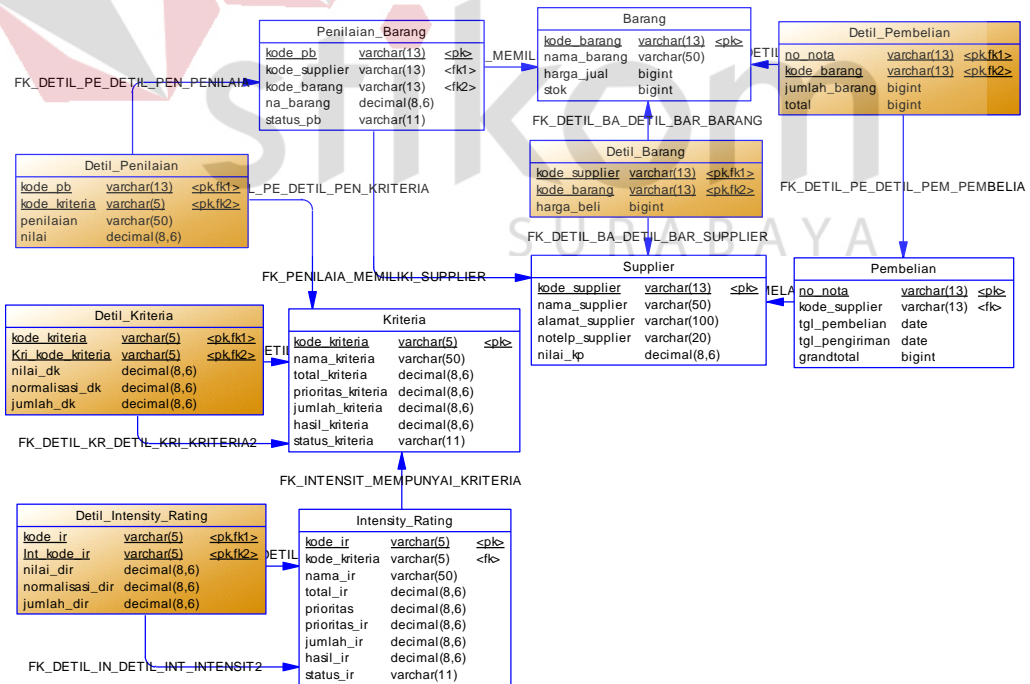 Penilaian_Barang
kode_pb varchar(13) <pk>
kode_supplier varchar(13) <fk1>
kode_barang varchar(13) <fk2>
na_barang decimal(8,6)
status_pb varchar(11)
Barang
kode_barang varchar(13) <pk>
nama_barang varchar(50)
harga_jual bigint
stok bigint
Detil_Pembelian
no_nota varchar(13) <pk,fk1>
kode_barang varchar(13) <pk,fk2>
jumlah_barang bigint
total bigint
_MEMIL
DETIL
FK_DETIL_PE_DETIL_PEN_PENILAIA
FK_DETIL_BA_DETIL_BAR_BARANG
stikom
SURABAYA
Detil_Penilaian
kode_pb varchar(13) <pk,fk1>
kode_kriteria varchar(5) <pk,fk2>
penilaian varchar(50)
nilai decimal(8,6)
L_PE_DETIL_PEN_KRITERIA
Detil_Barang
kode_supplier varchar(13) <pk,fk1>
kode_barang varchar(13) <pk,fk2>
harga_beli bigint
FK_DETIL_PE_DETIL_PEM_PEMBELIA
FK_DETIL_BA_DETIL_BAR_SUPPLIER
FK_PENILAIA_MEMILIKI_SUPPLIER
Supplier
kode_supplier varchar(13) <pk>
nama_supplier varchar(50)
alamat_supplier varchar(100)
notelp_supplier varchar(20)
nilai_kp decimal(8,6)
MELA
Pembelian
no_nota varchar(13) <pk>
kode_supplier varchar(13) <fk>
tgl_pembelian date
tgl_pengiriman date
grandtotal bigint
Detil_Kriteria
kode_kriteria varchar(5) <pk,fk1>
Kri_kode_kriteria varchar(5) <pk,fk2>
nilai_dk decimal(8,6)
normalisasi_dk decimal(8,6)
jumlah_dk decimal(8,6)
ETIL
Kriteria
kode_kriteria varchar(5) <pk>
nama_kriteria varchar(50)
total_kriteria decimal(8,6)
prioritas_kriteria decimal(8,6)
jumlah_kriteria decimal(8,6)
hasil_kriteria decimal(8,6)
status_kriteria varchar(11)
FK_DETIL_KR_DETIL_KRI_KRITERIA2
FK_INTENSIT_MEMPUNYAI_KRITERIA
Detil_Intensity_Rating
kode_ir varchar(5) <pk,fk1>
Int_kode_ir varchar(5) <pk,fk2>
nilai_dir decimal(8,6)
normalisasi_dir decimal(8,6)
jumlah_dir decimal(8,6)
DETIL
Intensity_Rating
kode_ir varchar(5) <pk>
kode_kriteria varchar(5) <fk>
nama_ir varchar(50)
total_ir decimal(8,6)
prioritas decimal(8,6)
prioritas_ir decimal(8,6)
jumlah_ir decimal(8,6)
hasil_ir decimal(8,6)
status_ir varchar(11)
FK_DETIL_IN_DETIL_INT_INTENSIT2